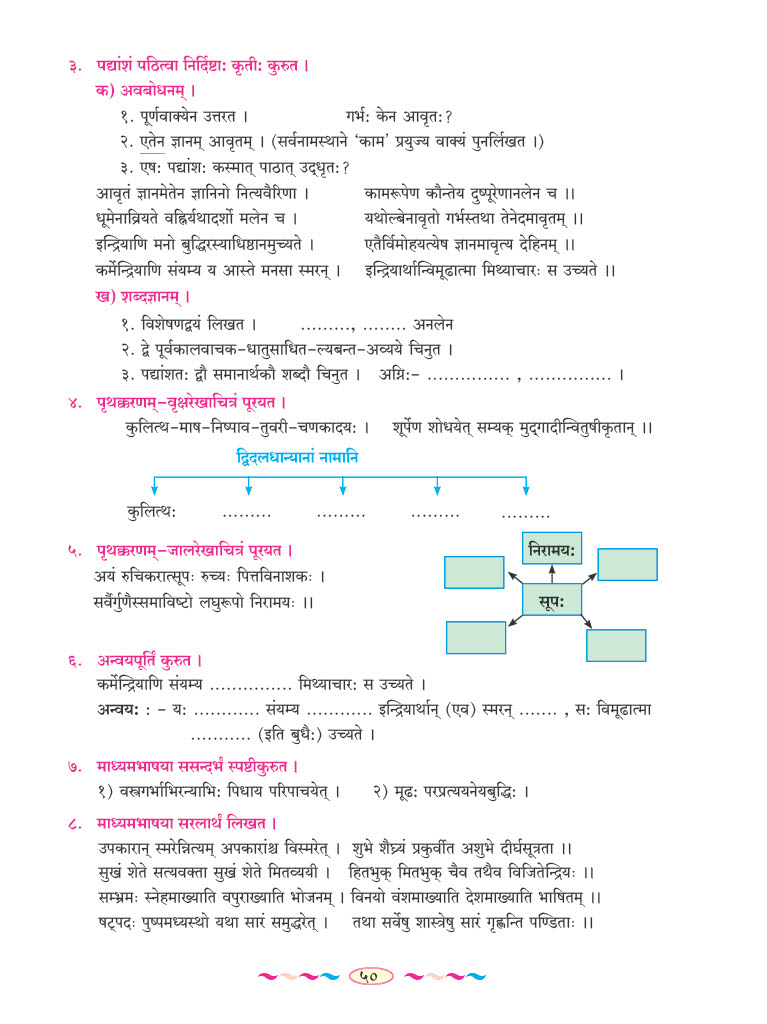 ३. पद्यांशं पठित्वा निर्दिष्टाः कृतीः कुरुत ।
क) अवबोधनम् ।
१. पूर्णवाक्येन उत्तरत । गर्भः केन आवृतः?
२. एतेन ज्ञानम् आवृतम् । (सर्वनामस्थाने ‘काम’ प्रयुज्य वाक्यं पुनर्लिखत ।)
३. एषः पद्यांशः कस्मात् पाठात् उद्धृतः?
आवृतं ज्ञानमेतेन ज्ञानिनो नित्यवैरिणा । कामरूपेण कौन्तेय दुष्पूरेणानलेन च ।।
धूमेनाव्रियते वह्निर्यथादर्शो मलेन च । यथोल्बेनावृतो गर्भस्तथा तेनेदमावृतम् ।।
इन्द्रियाणि मनो बुद्धिरस्याधिष्ठानमुच्यते । एतैर्विमोहयत्येष ज्ञानमावृत्य देहिनम् ।।
कर्मेन्द्रियाणि संयम्य य आस्ते मनसा स्मरन् । इन्द्रियार्थान्विमूढात्मा मिथ्याचारः स उच्यते ।।
ख) शब्दज्ञानम् ।
१. विशेषणद्वयं लिखत । ........., ........ अनलेन
२. द्वे पूर्वकालवाचक-धातुसाधित-ल्यबन्त-अव्यये चिनुत ।
३. पद्यांशतः द्वौ समानार्थकौ शब्दौ चिनुत । अग्निः- ............... , ............... ।
४. पृथक्करणम्-वृक्षरेखाचित्रं पूरयत ।
कुलित्थ-माष-निष्पाव-तुवरी-चणकादयः । शूर्पेण शोधयेत् सम्यक् मुद्गादीन्वितुषीकृतान् ।।
द्विदलधान्यानां नामानि
कुलित्थः ......... ......... ......... .........
५. पृथक्करणम्-जालरेखाचित्रं पूरयत ।
अयं रुचिकरात्सूपः रुच्यः पित्तविनाशकः ।
सर्वैर्गुणैस्समाविष्टो लघुरूपो निरामयः ।।
निरामयः
सूपः
६. अन्वयपूर्तिं कुरुत ।
कर्मेन्द्रियाणि संयम्य ............... मिथ्याचारः स उच्यते ।
अन्वयः : – यः ............ संयम्य ............ इन्द्रियार्थान् (एव) स्मरन् ....... , सः विमूढात्मा
........... (इति बुधैः) उच्यते ।
७. माध्यमभाषया ससन्दर्भं स्पष्टीकुरुत ।
१) वस्त्रगर्भाभिरन्याभिः पिधाय परिपाचयेत् । २) मूढः परप्रत्ययनेयबुद्धिः ।
८. माध्यमभाषया सरलार्थं लिखत ।
उपकारान् स्मरेन्नित्यम् अपकारांश्च विस्मरेत् । शुभे शैघ्र्यं प्रकुर्वीत अशुभे दीर्घसूत्रता ।।
सुखं शेते सत्यवक्ता सुखं शेते मितव्ययी । हितभुक् मितभुक् चैव तथैव विजितेन्द्रियः ।।
सम्भ्रमः स्नेहमाख्याति वपुराख्याति भोजनम् । विनयो वंशमाख्याति देशमाख्याति भाषितम् ।।
षट्पदः पुष्पमध्यस्थो यथा सारं समुद्धरेत् । तथा सर्वेषु शास्त्रेषु सारं गृह्णन्ति पण्डिताः ।।
५०